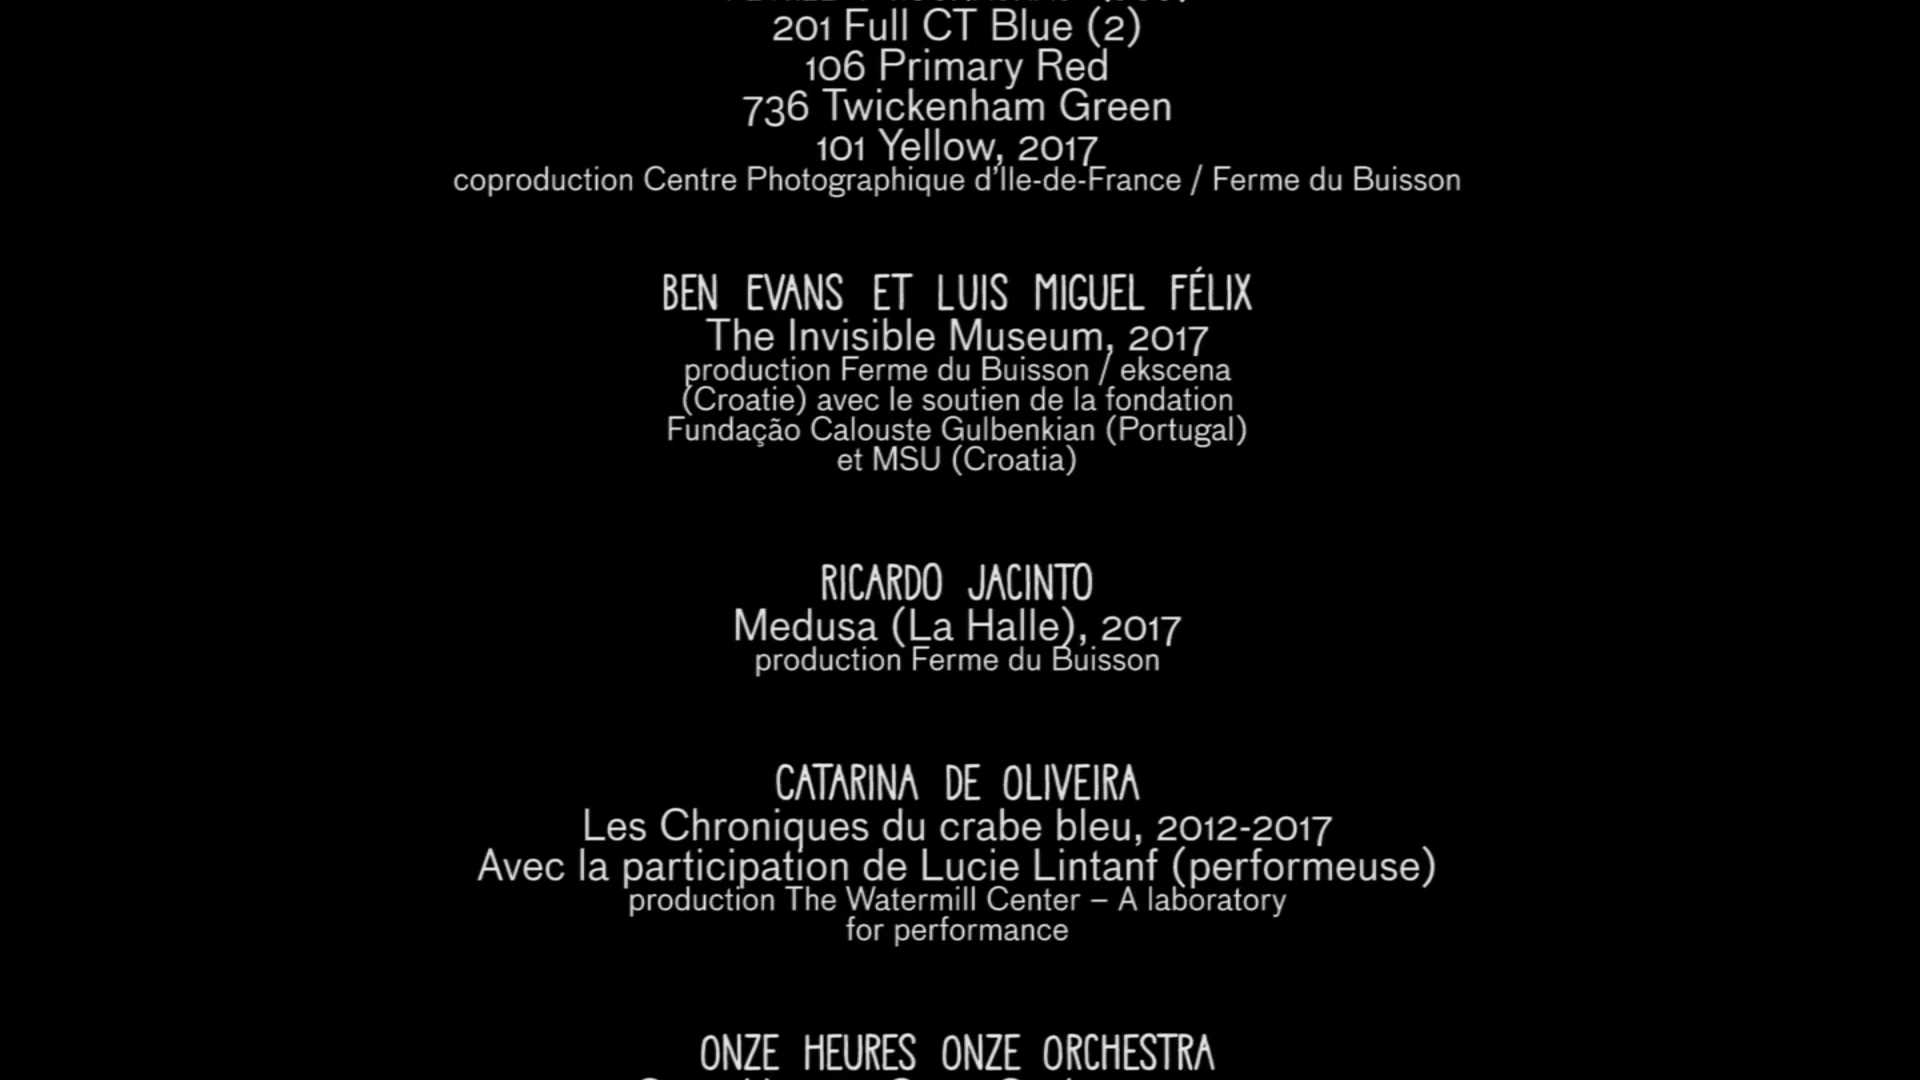 201 Full CT Blue (2)
106 Primary Red
736 Twickenham Green
101 Yellow, 2017
coproduction Centre Photographique d'Ile-de-France / Ferme du Buisson
BEN EVANS ET LUIS MIGUEL FÉLIX
The Invisible Museum, 2017
production Ferme du Buisson / ekscena
(Croatie) avec le soutien de la fondation
Fundação Calouste Gulbenkian (Portugal)
et MSU (Croatia)
RICARDO JACINTO
Medusa (La Halle), 2017
production Ferme du Buisson
CATARINA DE OLIVEIRA
Les Chroniques du crabe bleu, 2012-2017
Avec la participation de Lucie Lintanf (performeuse)
production The Watermill Center – A laboratory
for performance
ONZE HEURES ONZE ORCHESTRA